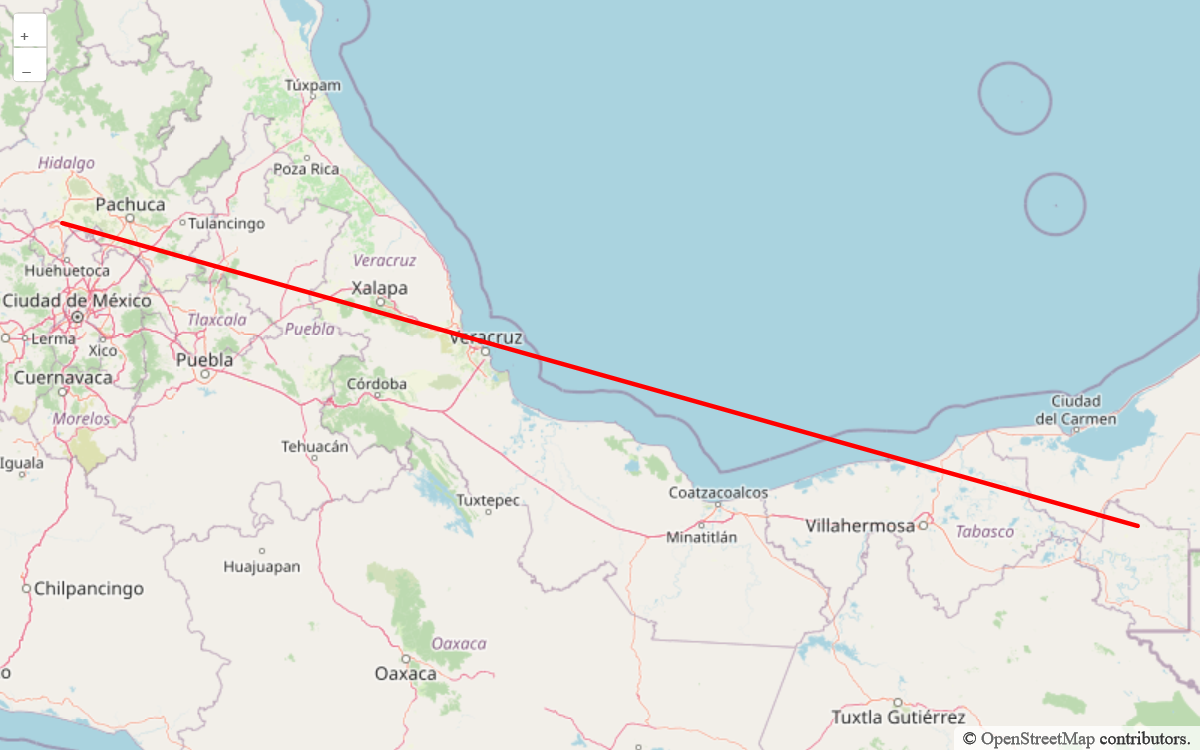 +
–
Túxpam
Hidalgo
Poza Rica
Pachuca
Tulancingo
Huehuetoca
Veracruz
Xalapa
Ciudad de México
Tlaxcala
Puebla
Veracruz
Lerma
Xico
Puebla
Cuernavaca
Córdoba
Ciudad
del Carmen
Morelos
Tehuacán
Iguala
Tuxtepec
Coatzacoalcos
Villahermosa
Tabasco
Minatitlán
Huajuapan
Chilpancingo
Oaxaca
Oaxaca
Tuxtla Gutiérrez
© OpenStreetMap contributors.